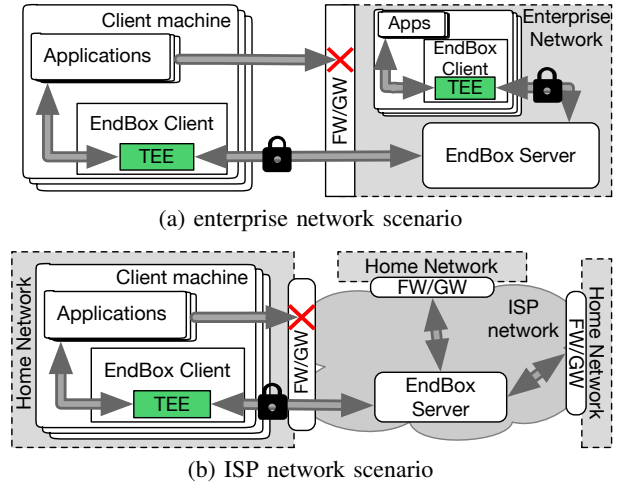 Client machine
Applications
EndBox Client
TEE
FW/GW
Apps
EndBox
Client
TEE
Enterprise
Network
EndBox Server
(a) enterprise network scenario
Home Network
Client machine
Applications
EndBox Client
TEE
FW/GW
Home Network
FW/GW
ISP
network
EndBox
Server
FW/GW
Home Network
(b) ISP network scenario